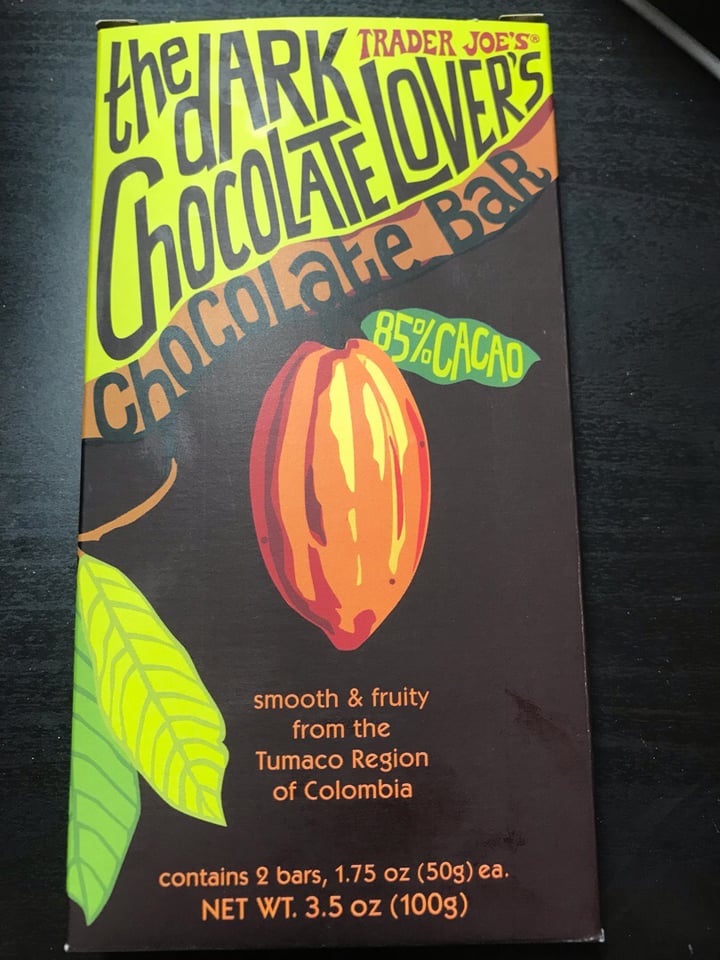 TRADER JOE'S®
the dARK
CHOCOLATE LOVER'S
CHOCOLate BaR
85% CACAO
smooth & fruity
from the
Tumaco Region
of Colombia
contains 2 bars, 1.75 oz (50g) ea.
NET WT. 3.5 oz (100g)